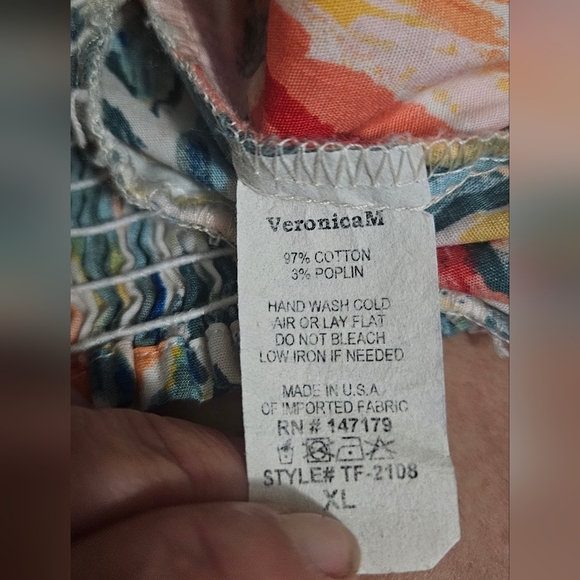 VeronicaM
97% COTTON
3% POPLIN
HAND WASH COLD
AIR OR LAY FLAT
DO NOT BLEACH
LOW IRON IF NEEDED
MADE IN U.S.A
OF IMPORTED FABRIC
RN # 147179
STYLE# TF-2108
XL